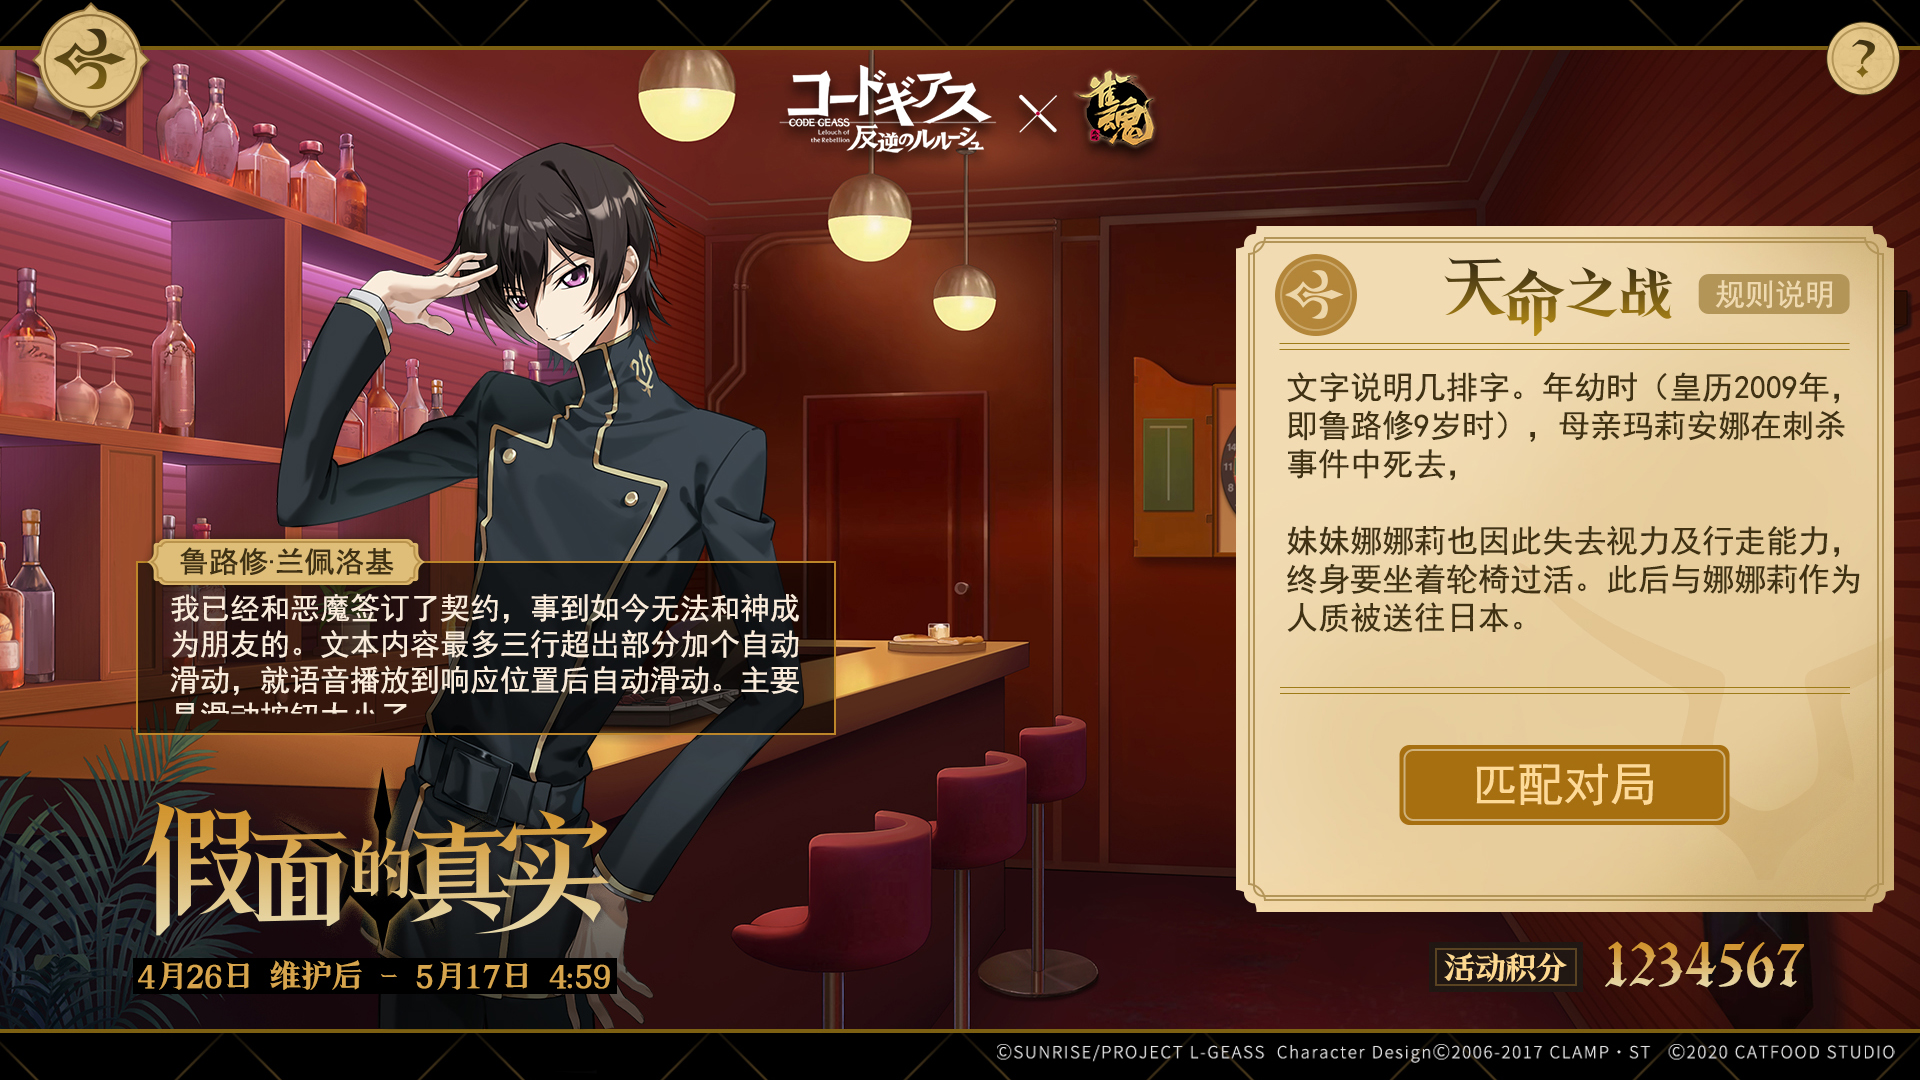 コードギアス
CODE GEASS
Lelouch of
the Rebellion
反逆のルルーシュ
雀魂
?
天命之战
规则说明
文字说明几排字。年幼时（皇历2009年，
即鲁路修9岁时），母亲玛莉安娜在刺杀
事件中死去，
妹妹娜娜莉也因此失去视力及行走能力，
终身要坐着轮椅过活。此后与娜娜莉作为
人质被送往日本。
匹配对局
鲁路修·兰佩洛基
我已经和恶魔签订了契约，事到如今无法和神成
为朋友的。文本内容最多三行超出部分加个自动
滑动，就语音播放到响应位置后自动滑动。主要
是滑动按钮大小了
假面的真实
4月26日 维护后 - 5月17日 4:59
活动积分
1234567
©SUNRISE/PROJECT L-GEASS Character Design©2006-2017 CLAMP・ST ©2020 CATFOOD STUDIO